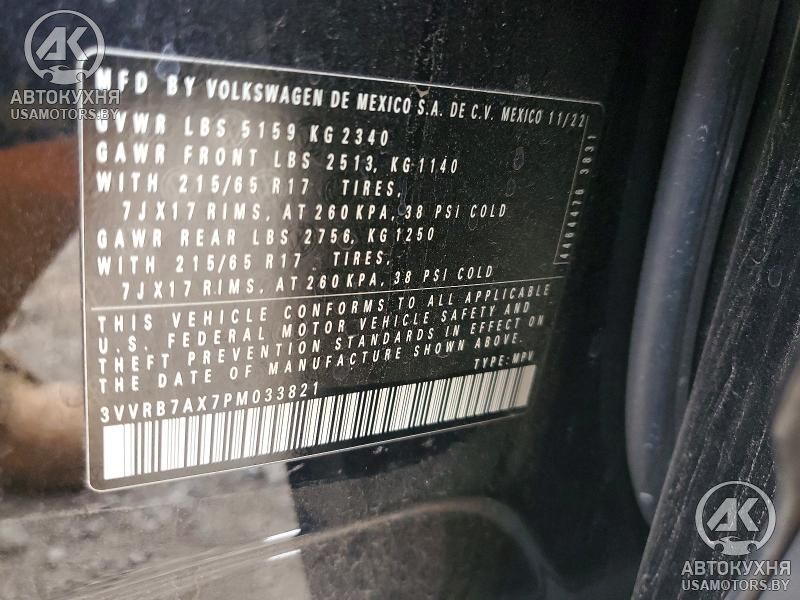 AK
АВТОКУХНЯ
USAMOTORS.BY
MFD BY VOLKSWAGEN DE MEXICO S.A. DE C.V. MEXICO 11/22
GVWR LBS 5159 KG 2340
GAWR FRONT LBS 2513, KG 1140
WITH 215/65 R17 TIRES,
7JX17 RIMS, AT 260 KPA, 38 PSI COLD
GAWR REAR LBS 2756, KG 1250
WITH 215/65 R17 TIRES,
7JX17 RIMS, AT 260 KPA, 38 PSI COLD
THIS VEHICLE CONFORMS TO ALL APPLICABLE
U.S. FEDERAL MOTOR VEHICLE SAFETY AND
THEFT PREVENTION STANDARDS IN EFFECT ON
THE DATE OF MANUFACTURE SHOWN ABOVE.
TYPE: MPV
3VVRB7AX7PM033821
AK
АВТОКУХНЯ
USAMOTORS.BY